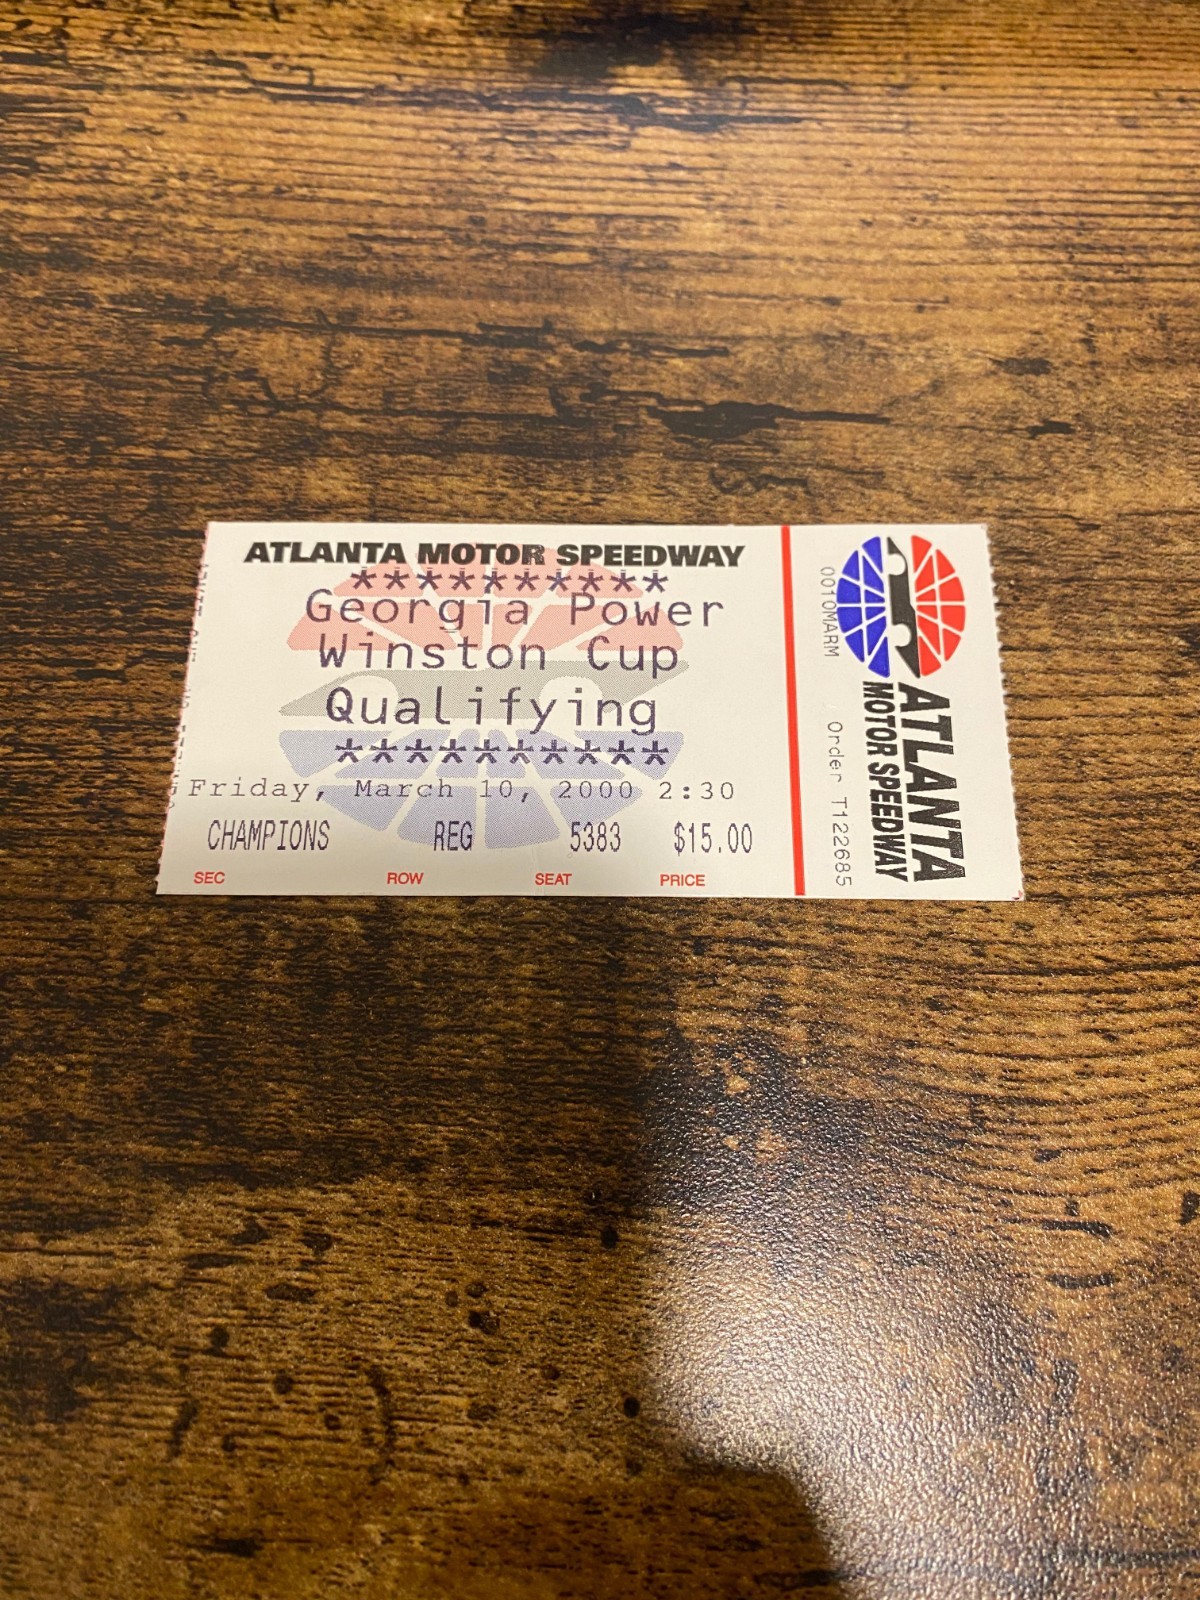 ATLANTA MOTOR SPEEDWAY
**********
Georgia Power
Winston Cup
Qualifying
**********
Friday, March 10, 2000 2:30
CHAMPIONS REG 5383 $15.00
SEC ROW SEAT PRICE
0010MARM Order T122685
ATLANTA
MOTOR SPEEDWAY